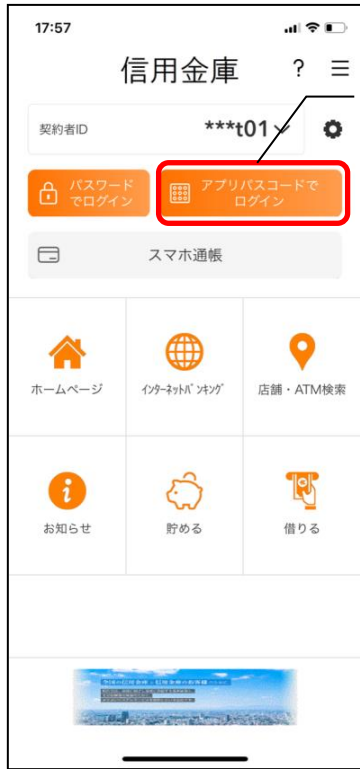 17:57
信用金庫 ? ☰
契約者ID ***t01
パスワード
でログイン
アプリパスコードで
ログイン
スマホ通帳
ホームページ
インターネットバンキング
店舗・ATM検索
お知らせ
貯める
借りる